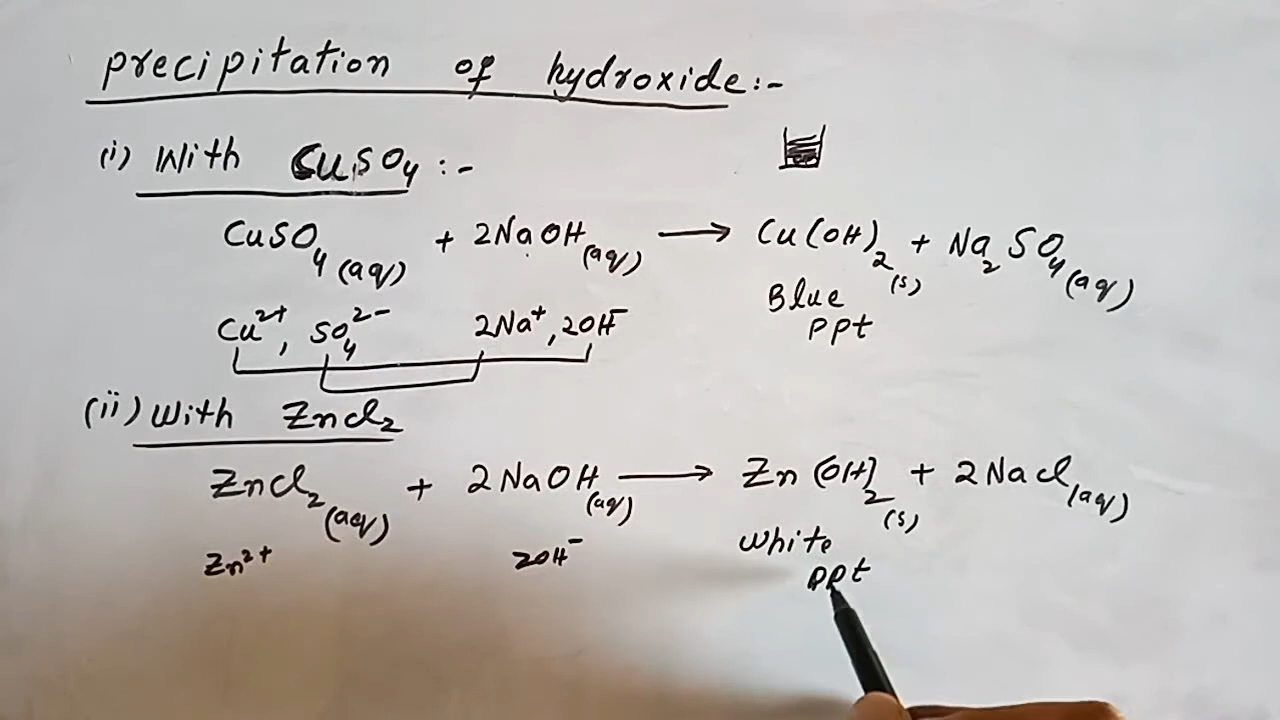 precipitation of hydroxide:-
(i) With CuSO4:-
CuSO4(aq) + 2NaOH(aq) ⟶ Cu(OH)2(s) + Na2SO4(aq)
Blue
ppt
Cu2+, SO4 2- 2Na+, 2OH-
(ii) With ZnCl2
ZnCl2(aq) + 2NaOH(aq) ⟶ Zn(OH)2(s) + 2NaCl(aq)
Zn2+ 2OH- White
ppt